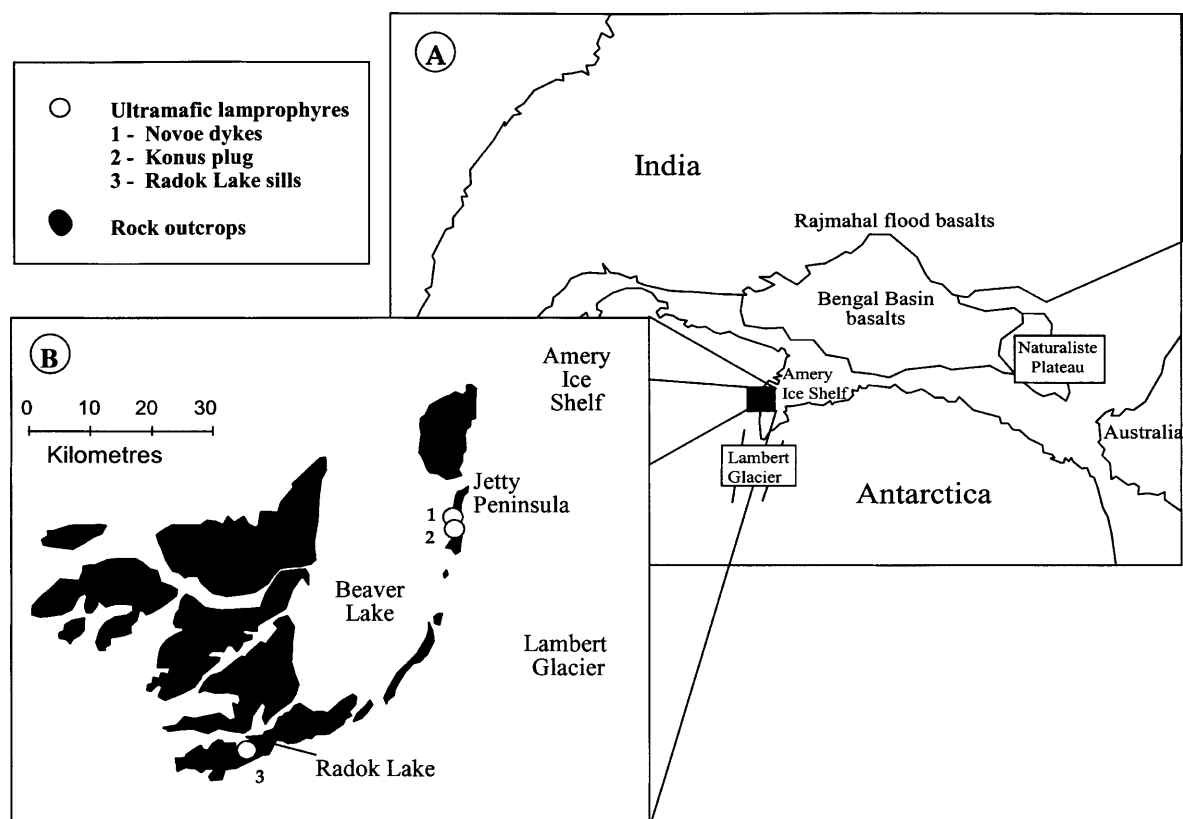 Ultramafic lamprophyres
1 - Novoe dykes
2 - Konus plug
3 - Radok Lake sills
Rock outcrops
A
India
Rajmahal flood basalts
Bengal Basin
basalts
Naturaliste
Plateau
Amery
Ice Shelf
Australia
Lambert
Glacier
Antarctica
B
Amery
Ice
Shelf
0 10 20 30
Kilometres
Jetty
Peninsula
1
2
Beaver
Lake
Lambert
Glacier
Radok Lake
3